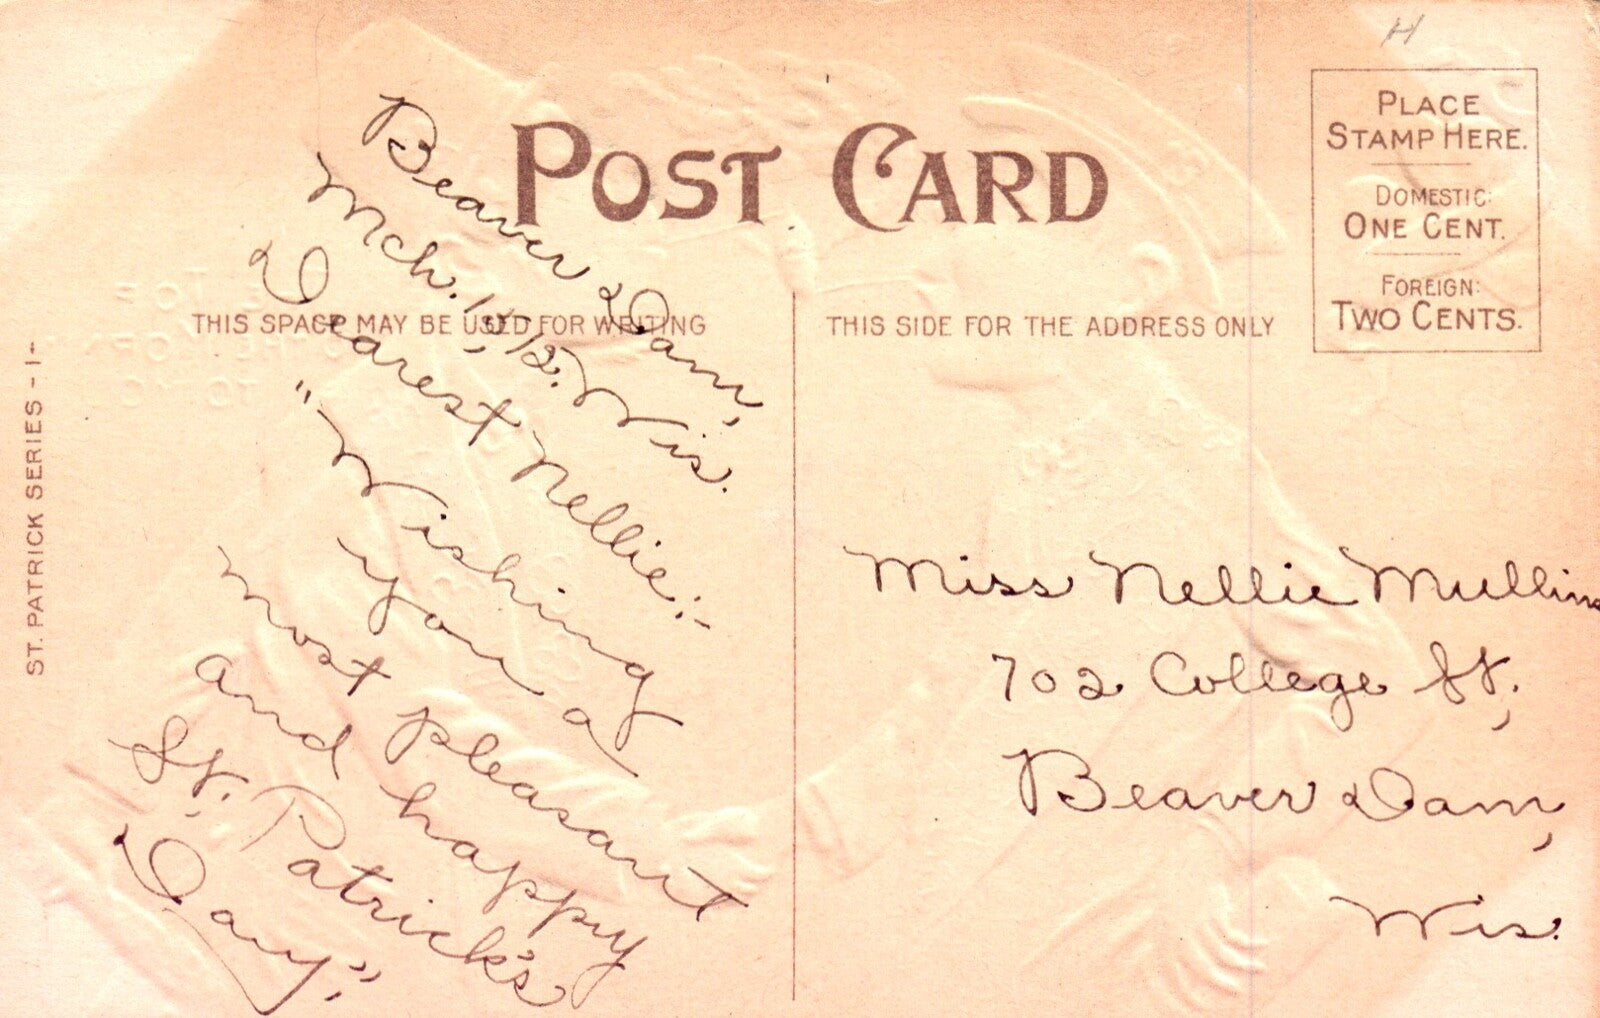 H
POST CARD
PLACE
STAMP HERE.
DOMESTIC:
ONE CENT.
FOREIGN:
TWO CENTS.
THIS SPACE MAY BE USED FOR WRITING
THIS SIDE FOR THE ADDRESS ONLY
ST. PATRICK SERIES - 1 -
Beaver Dam,
Mch. '12. Wis.
Dearest Nellie:-
"Wishing
you a
most pleasant
and happy
St. Patrick's
Day",
Miss Nellie Mullins
702 College St.,
Beaver Dam,
Wis.